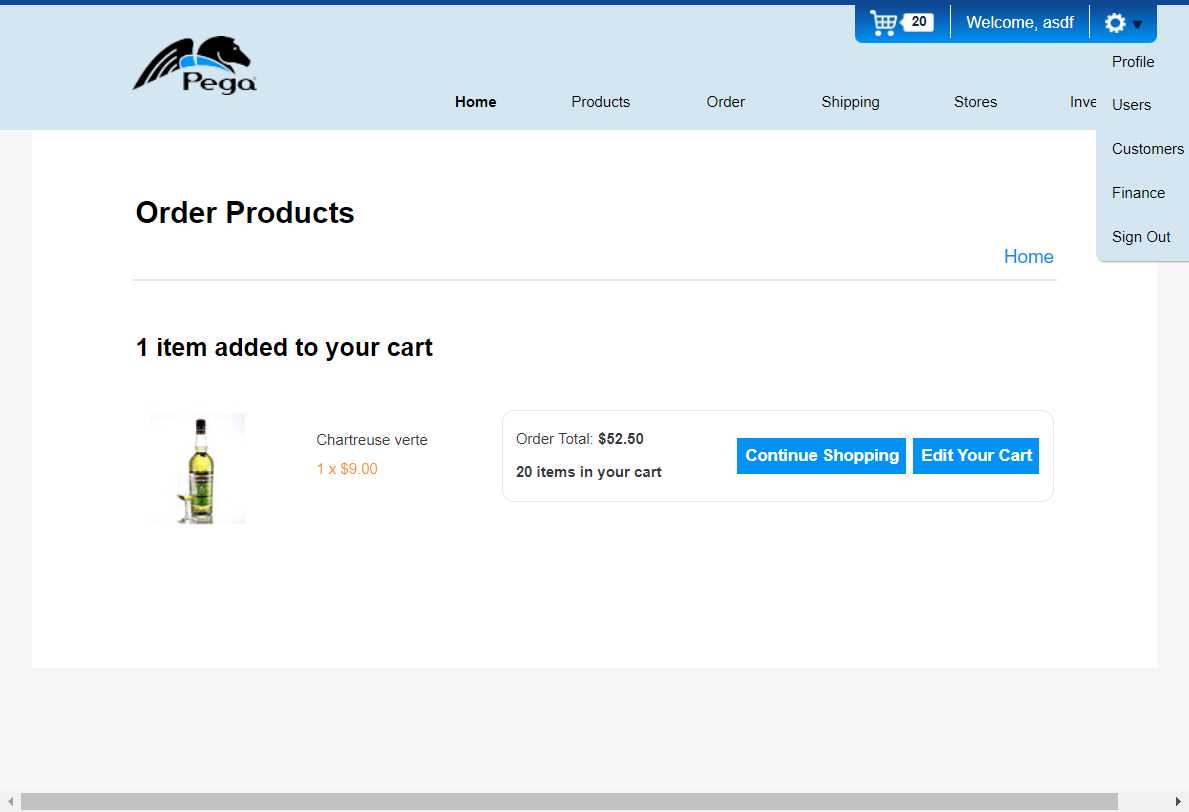 20
Welcome, asdf
Pega
Home
Products
Order
Shipping
Stores
Inve
Profile
Users
Customers
Finance
Sign Out
Order Products
Home
1 item added to your cart
Chartreuse verte
1 x $9.00
Order Total: $52.50
20 items in your cart
Continue Shopping
Edit Your Cart